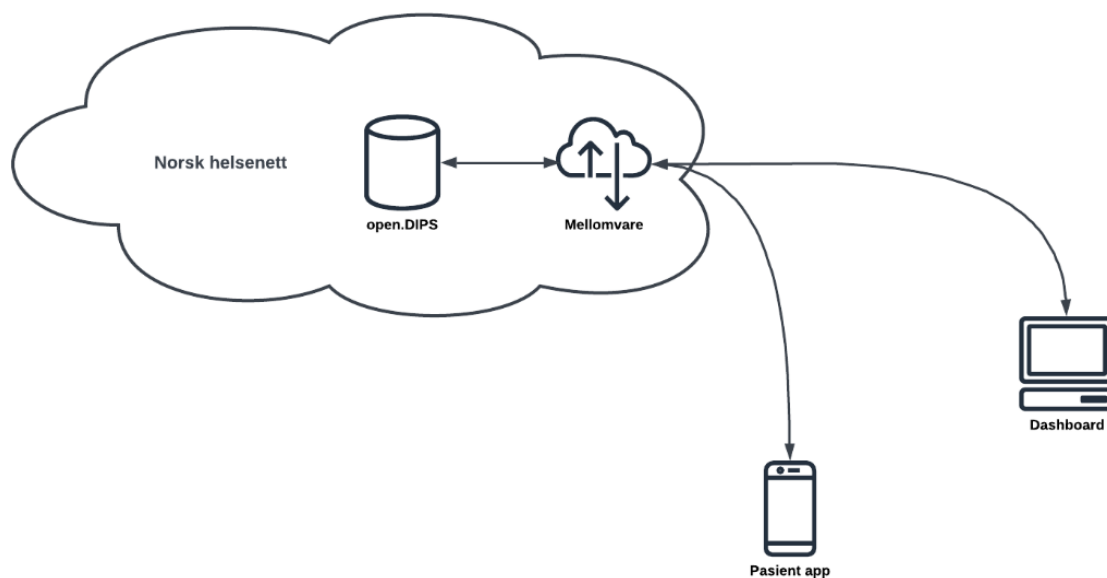 Norsk helsenett
open.DIPS
Mellomvare
Dashboard
Pasient app